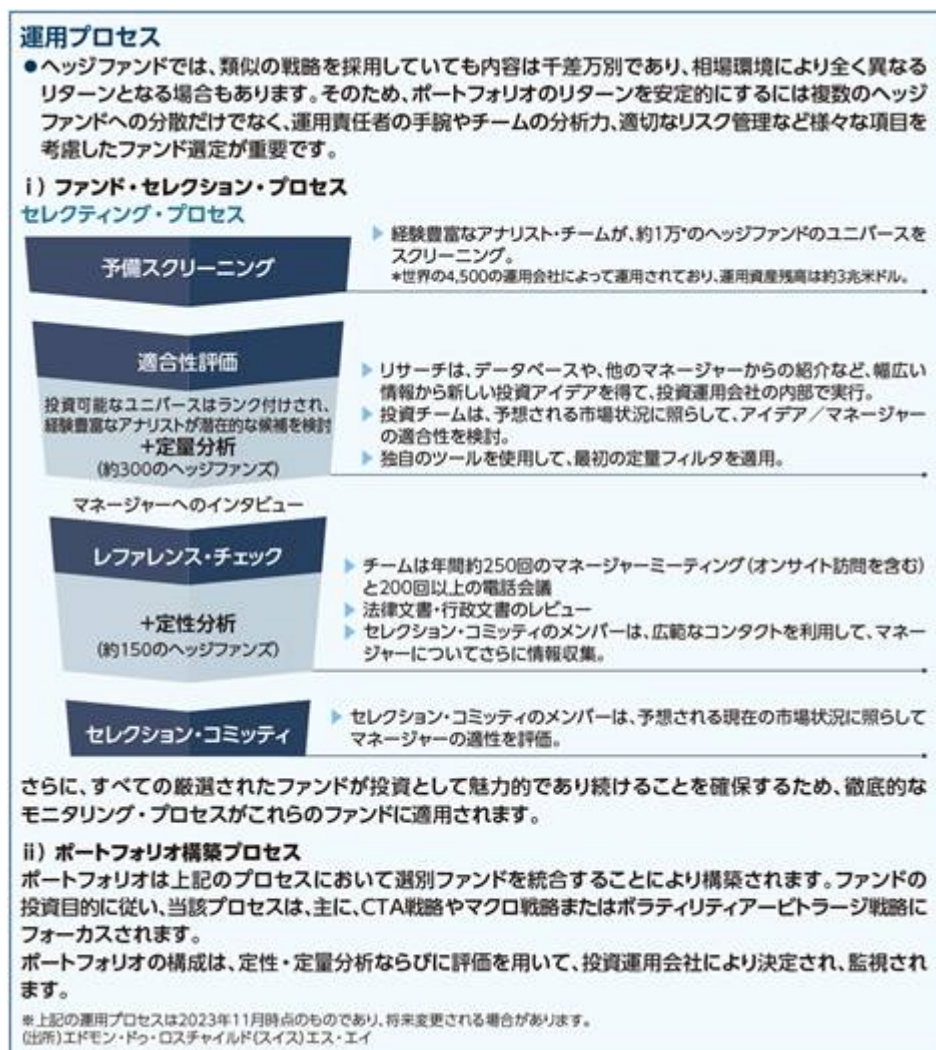 運用プロセス
●ヘッジファンドでは、類似の戦略を採用していても内容は千差万別であり、相場環境により全く異なる
リターンとなる場合もあります。そのため、ポートフォリオのリターンを安定的にするには複数のヘッジ
ファンドへの分散だけでなく、運用責任者の手腕やチームの分析力、適切なリスク管理など様々な項目を
考慮したファンド選定が重要です。
ⅰ）ファンド・セレクション・プロセス
セレクティング・プロセス
予備スクリーニング
▶ 経験豊富なアナリスト・チームが、約1万*のヘッジファンドのユニバースを
スクリーニング。
*世界の4,500の運用会社によって運用されており、運用資産残高は約3兆米ドル。
適合性評価
投資可能なユニバースはランク付けされ、
経験豊富なアナリストが潜在的な候補を検討
+定量分析
(約300のヘッジファンズ)
▶ リサーチは、データベースや、他のマネージャーからの紹介など、幅広い
情報から新しい投資アイデアを得て、投資運用会社の内部で実行。
▶ 投資チームは、予想される市場状況に照らして、アイデア／マネージャー
の適合性を検討。
▶ 独自のツールを使用して、最初の定量フィルタを適用。
マネージャーへのインタビュー
レファレンス・チェック
+定性分析
(約150のヘッジファンズ)
▶ チームは年間約250回のマネージャーミーティング(オンサイト訪問を含む)
と200回以上の電話会議
▶ 法律文書・行政文書のレビュー
▶ セレクション・コミッティのメンバーは、広範なコンタクトを利用して、マネー
ジャーについてさらに情報収集。
セレクション・コミッティ
▶ セレクション・コミッティのメンバーは、予想される現在の市場状況に照らして
マネージャーの適性を評価。
さらに、すべての厳選されたファンドが投資として魅力的であり続けることを確保するため、徹底的な
モニタリング・プロセスがこれらのファンドに適用されます。
ⅱ）ポートフォリオ構築プロセス
ポートフォリオは上記のプロセスにおいて選別ファンドを統合することにより構築されます。ファンドの
投資目的に従い、当該プロセスは、主に、CTA戦略やマクロ戦略またはボラティリティアービトラージ戦略に
フォーカスされます。
ポートフォリオの構成は、定性・定量分析ならびに評価を用いて、投資運用会社により決定され、監視され
ます。
※上記の運用プロセスは2023年11月時点のものであり、将来変更される場合があります。
(出所)エドモン・ドゥ・ロスチャイルド(スイス)エス・エイ